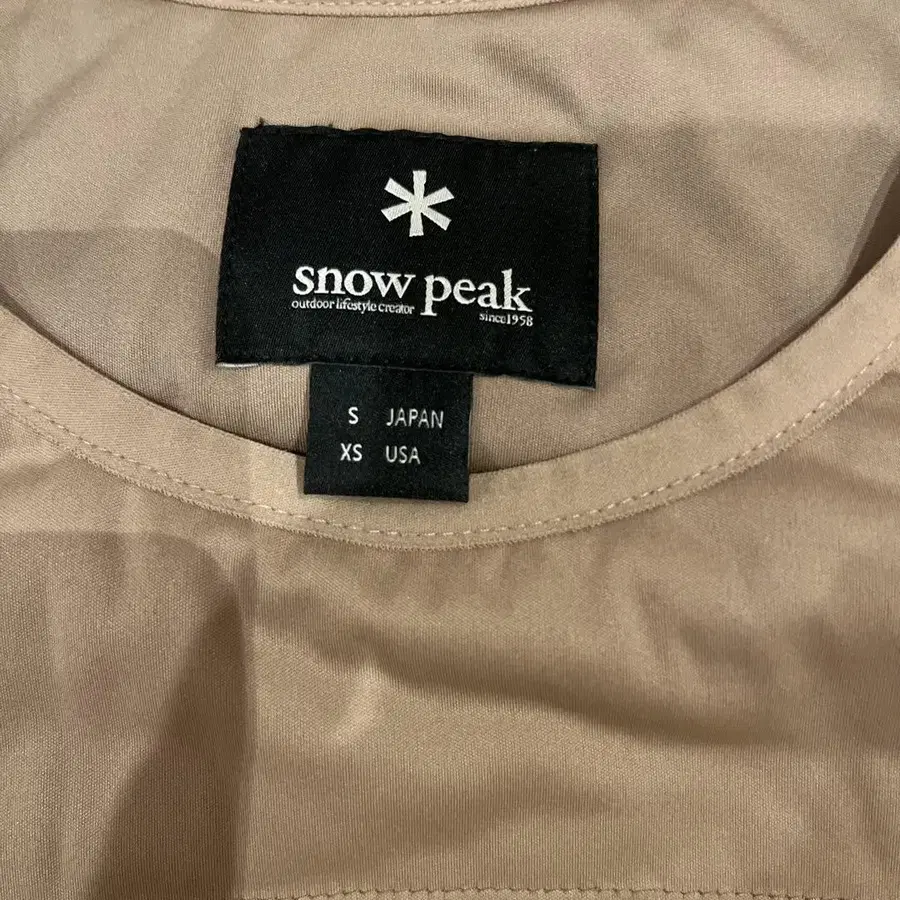 snow peak
outdoor lifestyle creator
since1958
S JAPAN
XS USA